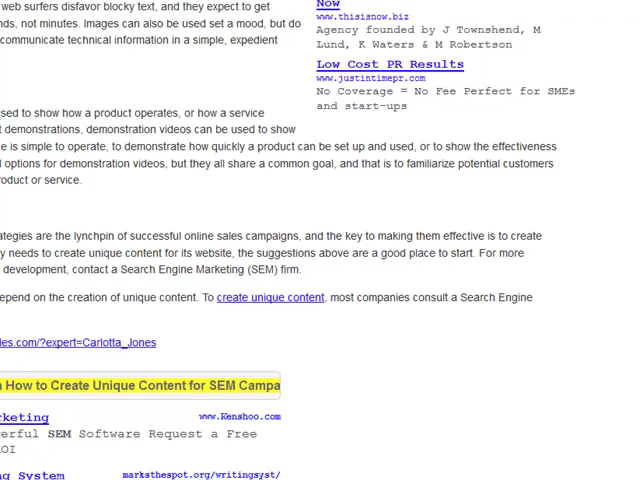 web surfers disfavor blocky text, and they expect to get
Now
www.thisisnow.biz
nds, not minutes. Images can also be used set a mood, but do
Agency founded by J Townshend, M
communicate technical information in a simple, expedient
Lund, K Waters & M Robertson
Low Cost PR Results
www.justintimepr.com
No Coverage = No Fee Perfect for SMEs
and start-ups
sed to show how a product operates, or how a service
t demonstrations, demonstration videos can be used to show
e is simple to operate, to demonstrate how quickly a product can be set up and used, or to show the effectiveness
l options for demonstration videos, but they all share a common goal, and that is to familiarize potential customers
roduct or service.
ategies are the lynchpin of successful online sales campaigns, and the key to making them effective is to create
y needs to create unique content for its website, the suggestions above are a good place to start. For more
development, contact a Search Engine Marketing (SEM) firm.
epend on the creation of unique content. To create unique content, most companies consult a Search Engine
les.com/?expert=Carlotta_Jones
n How to Create Unique Content for SEM Campa
rketing
www.Kenshoo.com
werful SEM Software Request a Free
OI
ng System
marksthespot.org/writingsyst/